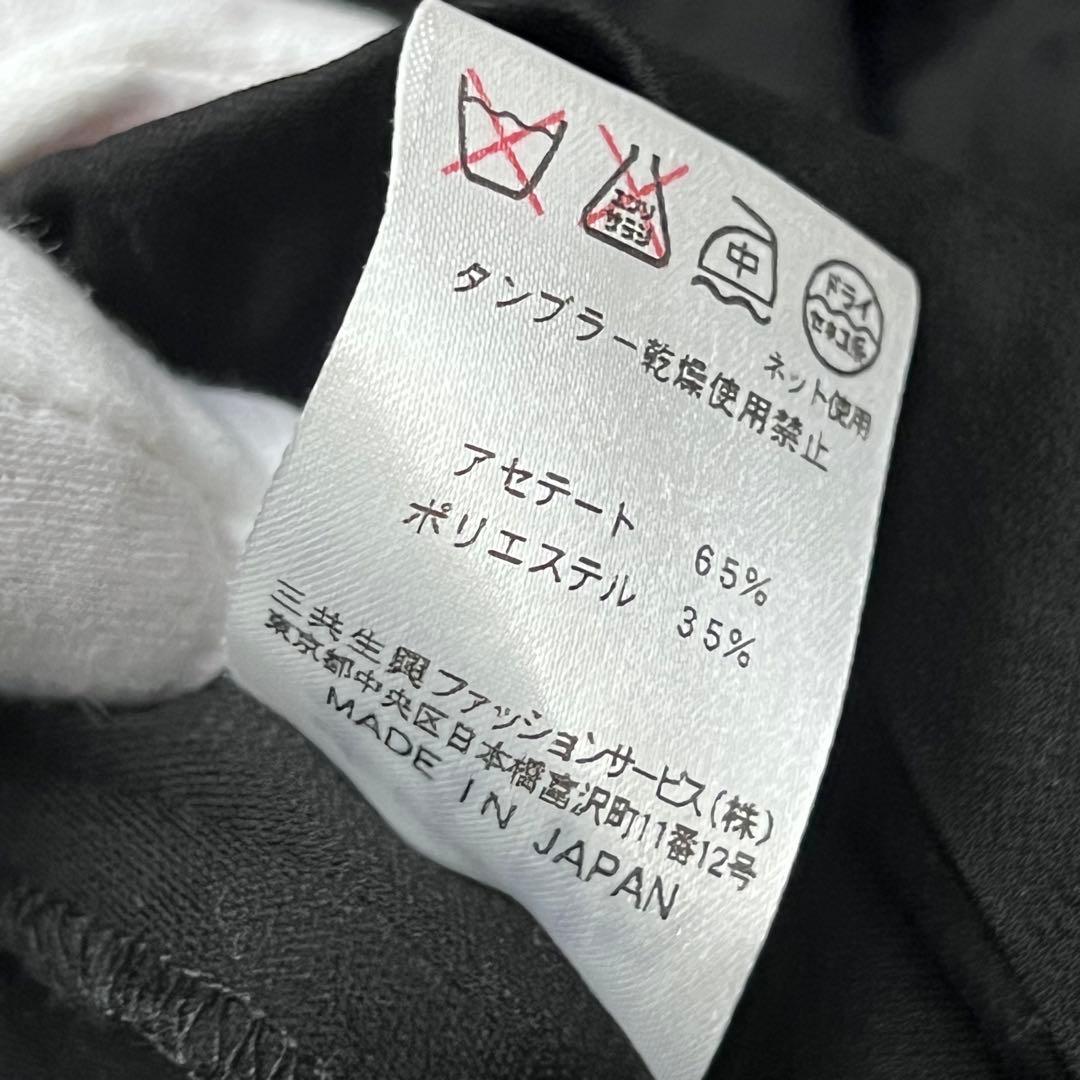 エンソ
サラシ
中
ドライ
セキユ系
ネット使用
タンブラー乾燥使用禁止
アセテート 65%
ポリエステル 35%
三共生興ファッションサービス(株)
東京都中央区日本橋富沢町11番12号
MADE IN JAPAN